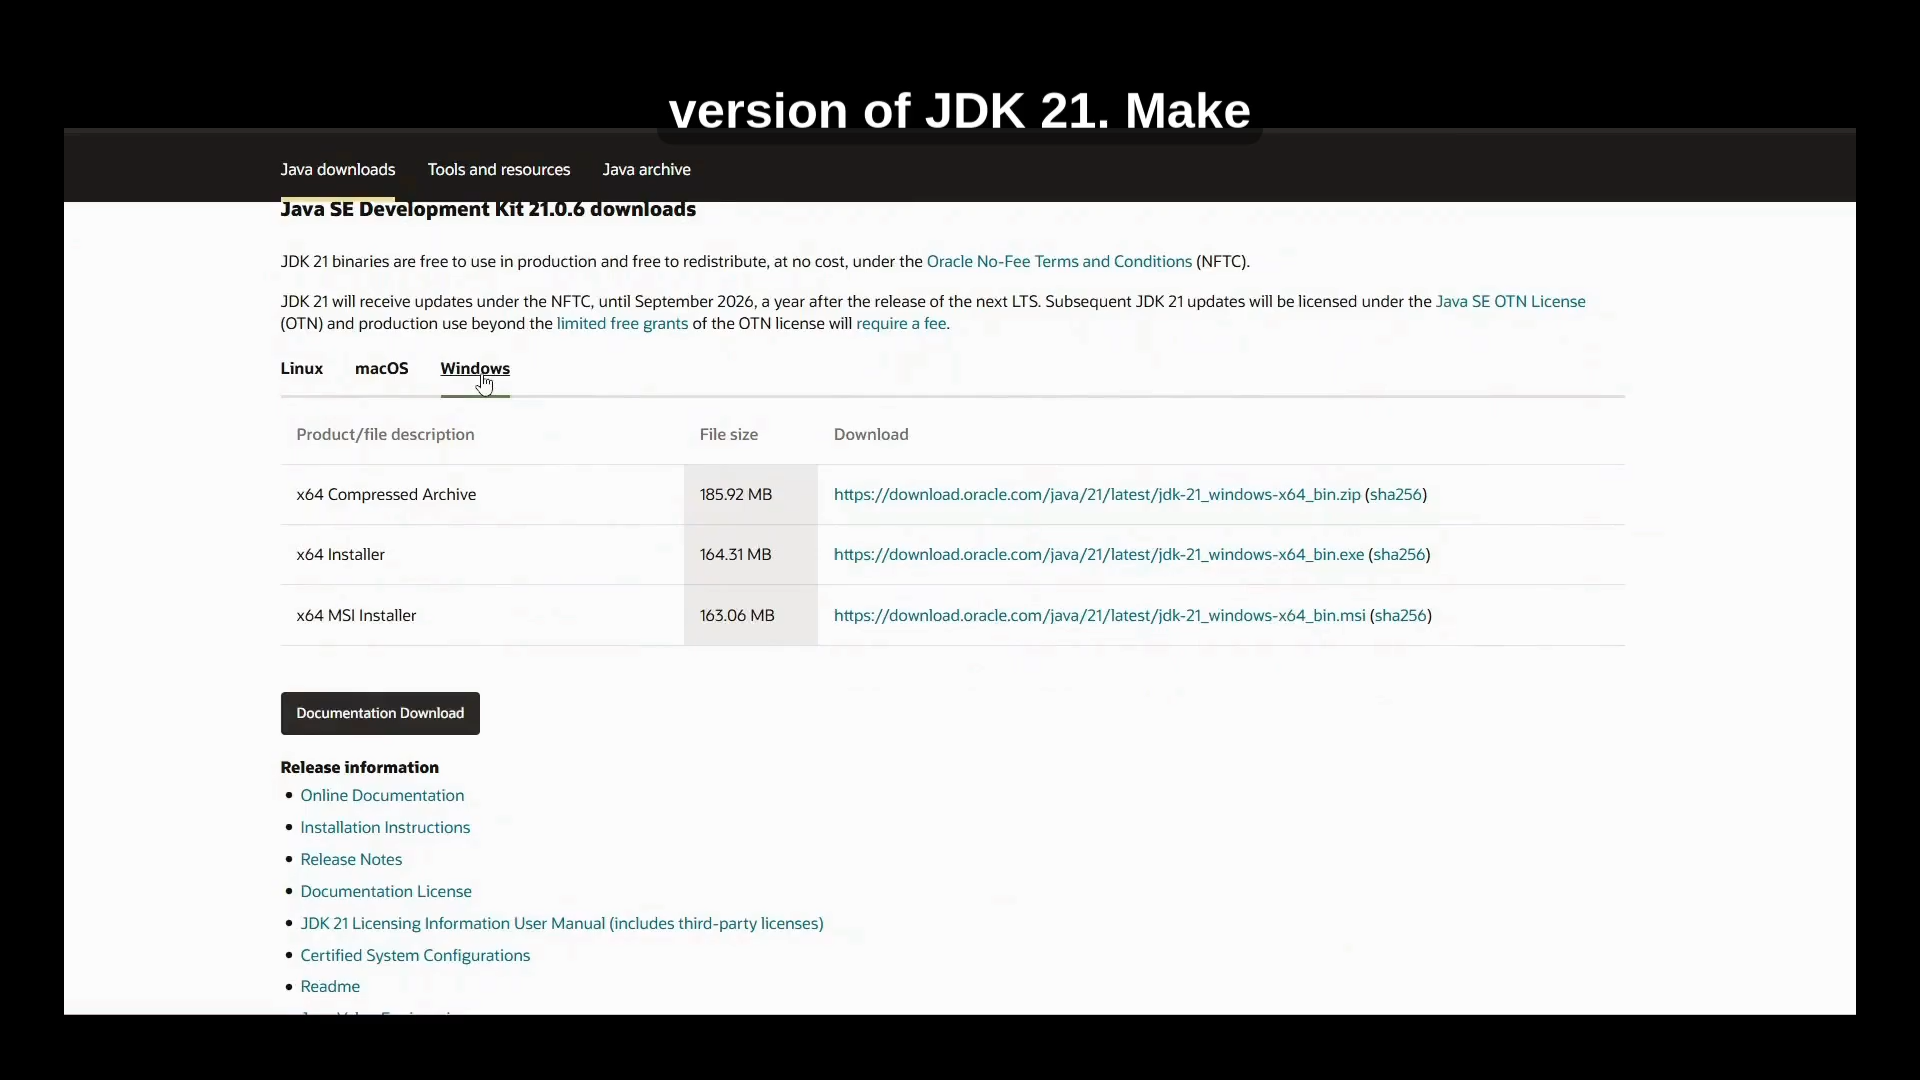 version of JDK 21. Make
Java downloads Tools and resources Java archive
Java SE Development Kit 21.0.6 downloads
JDK 21 binaries are free to use in production and free to redistribute, at no cost, under the Oracle No-Fee Terms and Conditions (NFTC).
JDK 21 will receive updates under the NFTC, until September 2026, a year after the release of the next LTS. Subsequent JDK 21 updates will be licensed under the Java SE OTN License
(OTN) and production use beyond the limited free grants of the OTN license will require a fee.
Linux macOS Windows
Product/file description File size Download
x64 Compressed Archive 185.92 MB https://download.oracle.com/java/21/latest/jdk-21_windows-x64_bin.zip (sha256)
x64 Installer 164.31 MB https://download.oracle.com/java/21/latest/jdk-21_windows-x64_bin.exe (sha256)
x64 MSI Installer 163.06 MB https://download.oracle.com/java/21/latest/jdk-21_windows-x64_bin.msi (sha256)
Documentation Download
Release information
• Online Documentation
• Installation Instructions
• Release Notes
• Documentation License
• JDK 21 Licensing Information User Manual (includes third-party licenses)
• Certified System Configurations
• Readme